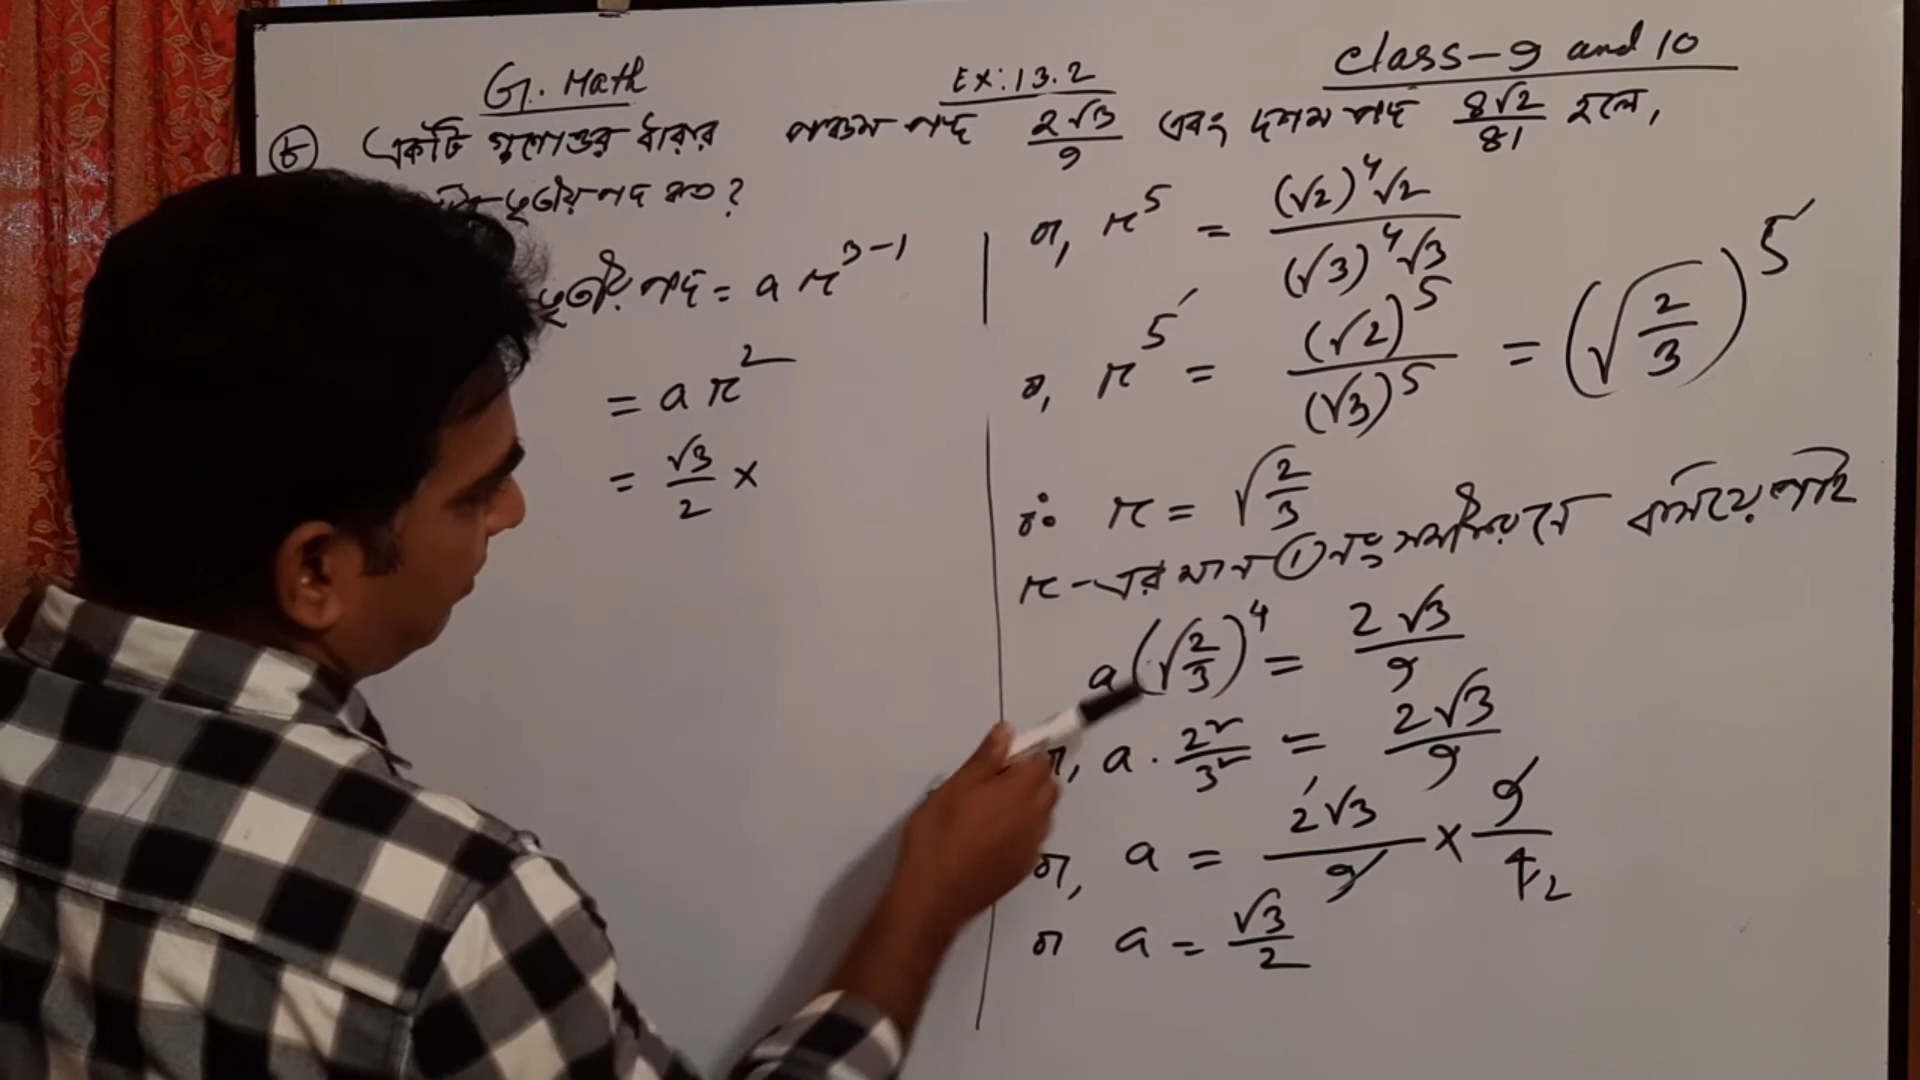 G. Math Ex: 13.2 class-9 and 10
৮ একটি গুণোত্তর ধারার পঞ্চম পদ 2√3/9 এবং দশম পদ 8√2/81 হলে,
তৃতীয় পদ কত?
তৃতীয় পদ = a r^3-1
= a r^2
= √3/2 ×
বা, r^5 = (√2)^4 √2 / (√3)^4 √3
বা, r^5 = (√2)^5 / (√3)^5 = (√2/3)^5
∴ r = √2/3
r-এর মান ① নং সমীকরণে বসিয়ে পাই
a (√2/3)^4 = 2√3/9
বা, a . 2^2/3^2 = 2√3/9
বা, a = 2√3/9 × 9/4 2
বা a = √3/2